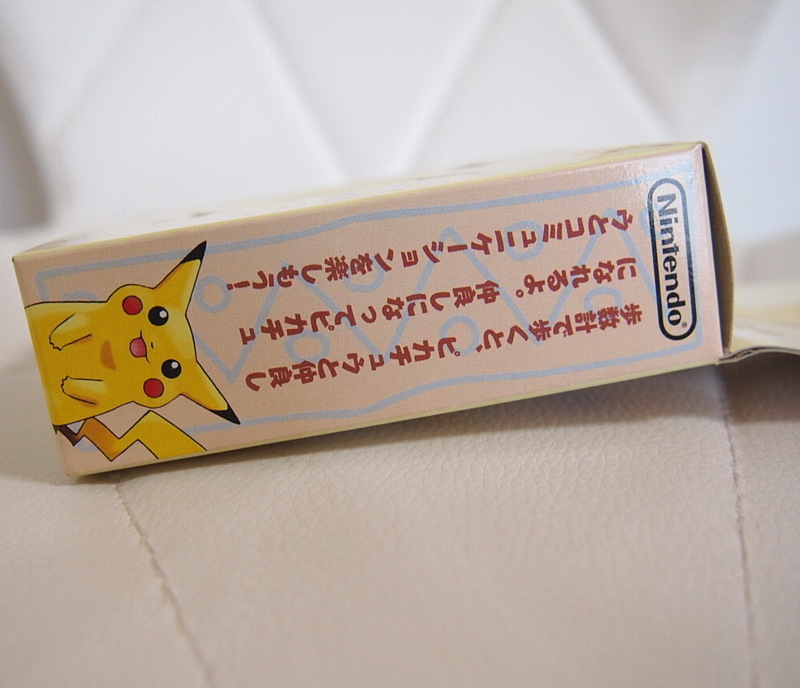 Nintendo®
歩数計で歩くと、ピカチュウと仲良し
になれるよ。仲良しになってピカチュ
ウとコミュニケーションを楽しもう!